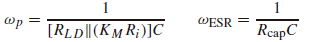 ω_p = 1 / {[R_LD‖(K_M R_i)]C}    ω_ESR = 1 / (R_cap C)